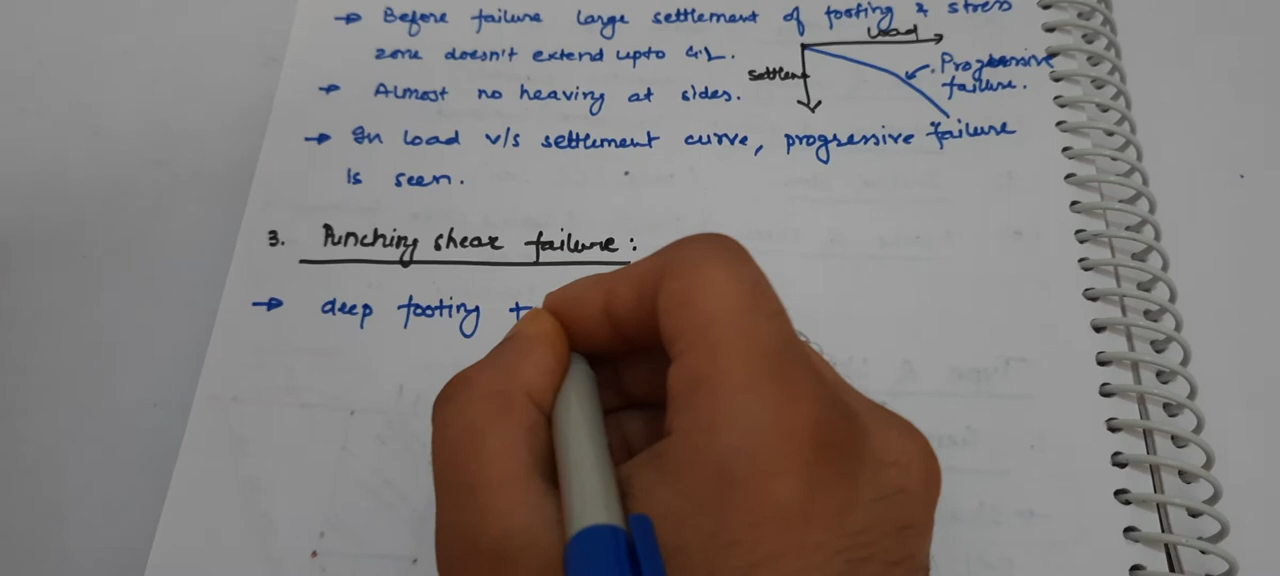 → Before failure large settlement of footing & stress
zone doesn't extend upto G.L.
Load
Settlem
Progressive
failure.
→ Almost no heaving at sides.
→ In load v/s settlement curve, progressive failure
is seen.
3. Punching shear failure:
→ deep footing +